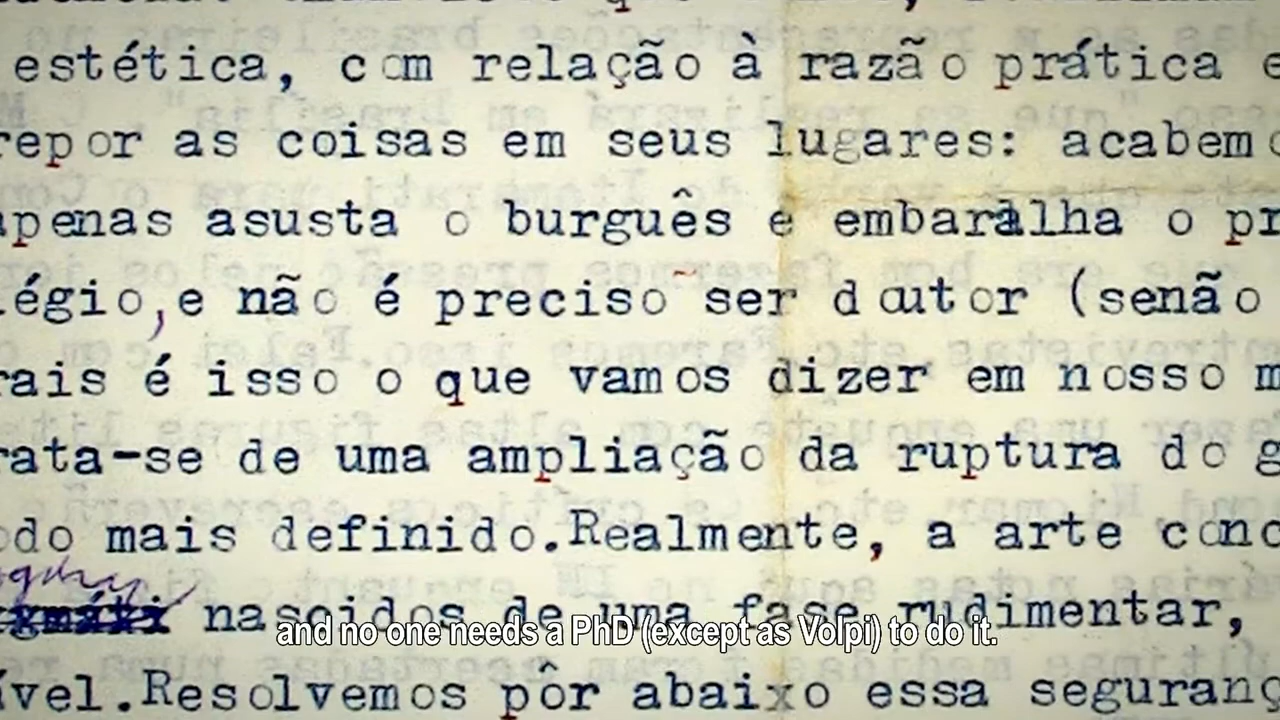 estética, com relação à razão prática e
repor as coisas em seus lugares: acabem
apenas asusta o burguês e embaralha o pr
légio, e não é preciso ser doutor (senão
rais é isso o que vamos dizer em nosso m
rata-se de uma ampliação da ruptura do g
odo mais definido.Realmente, a arte conc
nascidos de uma fase rudimentar,
and no one needs a PhD (except as Volpi) to do it.
ível.Resolvemos pôr abaixo essa seguranç